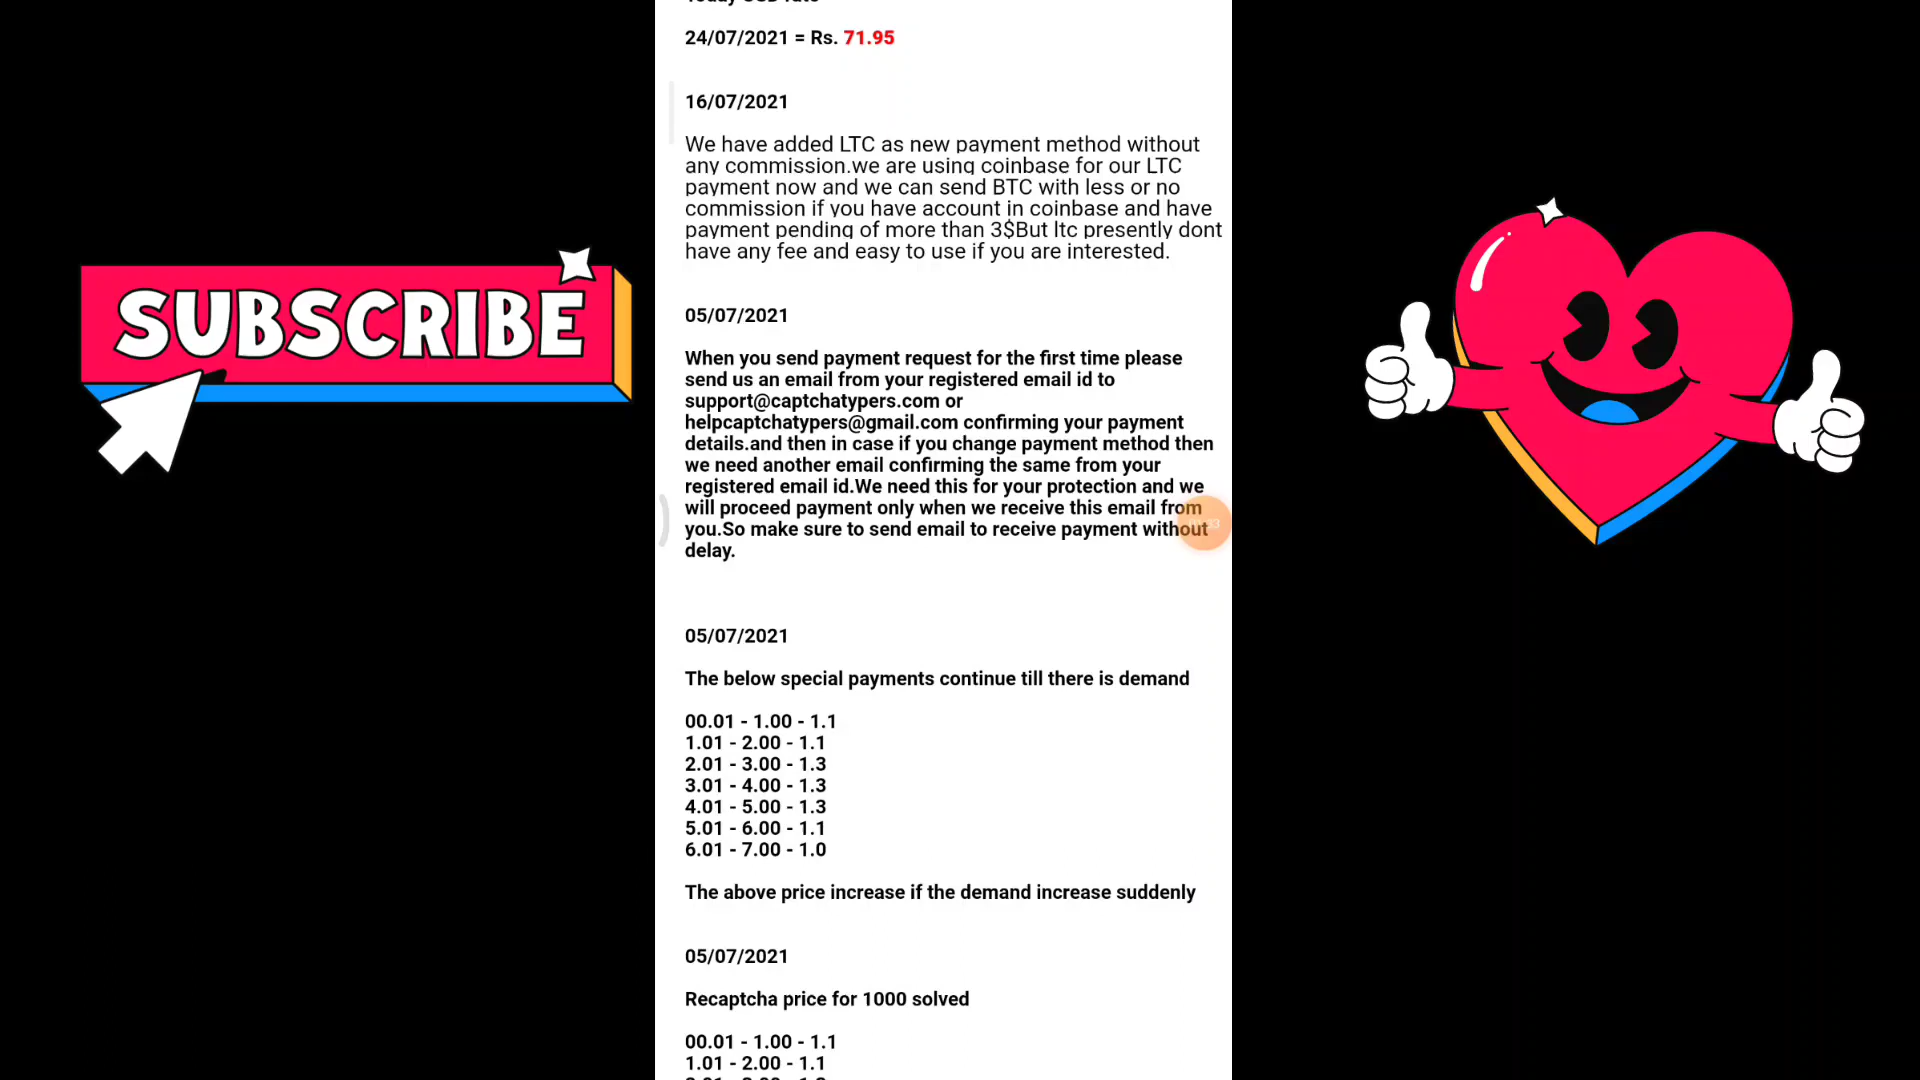 24/07/2021 = Rs. 71.95
16/07/2021
We have added LTC as new payment method without
any commission.we are using coinbase for our LTC
payment now and we can send BTC with less or no
commission if you have account in coinbase and have
payment pending of more than 3$But ltc presently dont
have any fee and easy to use if you are interested.
05/07/2021
When you send payment request for the first time please
send us an email from your registered email id to
support@captchatypers.com or
helpcaptchatypers@gmail.com confirming your payment
details.and then in case if you change payment method then
we need another email confirming the same from your
registered email id.We need this for your protection and we
will proceed payment only when we receive this email from
you.So make sure to send email to receive payment without
delay.
05/07/2021
The below special payments continue till there is demand
00.01 - 1.00 - 1.1
1.01 - 2.00 - 1.1
2.01 - 3.00 - 1.3
3.01 - 4.00 - 1.3
4.01 - 5.00 - 1.3
5.01 - 6.00 - 1.1
6.01 - 7.00 - 1.0
The above price increase if the demand increase suddenly
05/07/2021
Recaptcha price for 1000 solved
00.01 - 1.00 - 1.1
1.01 - 2.00 - 1.1
SUBSCRIBE